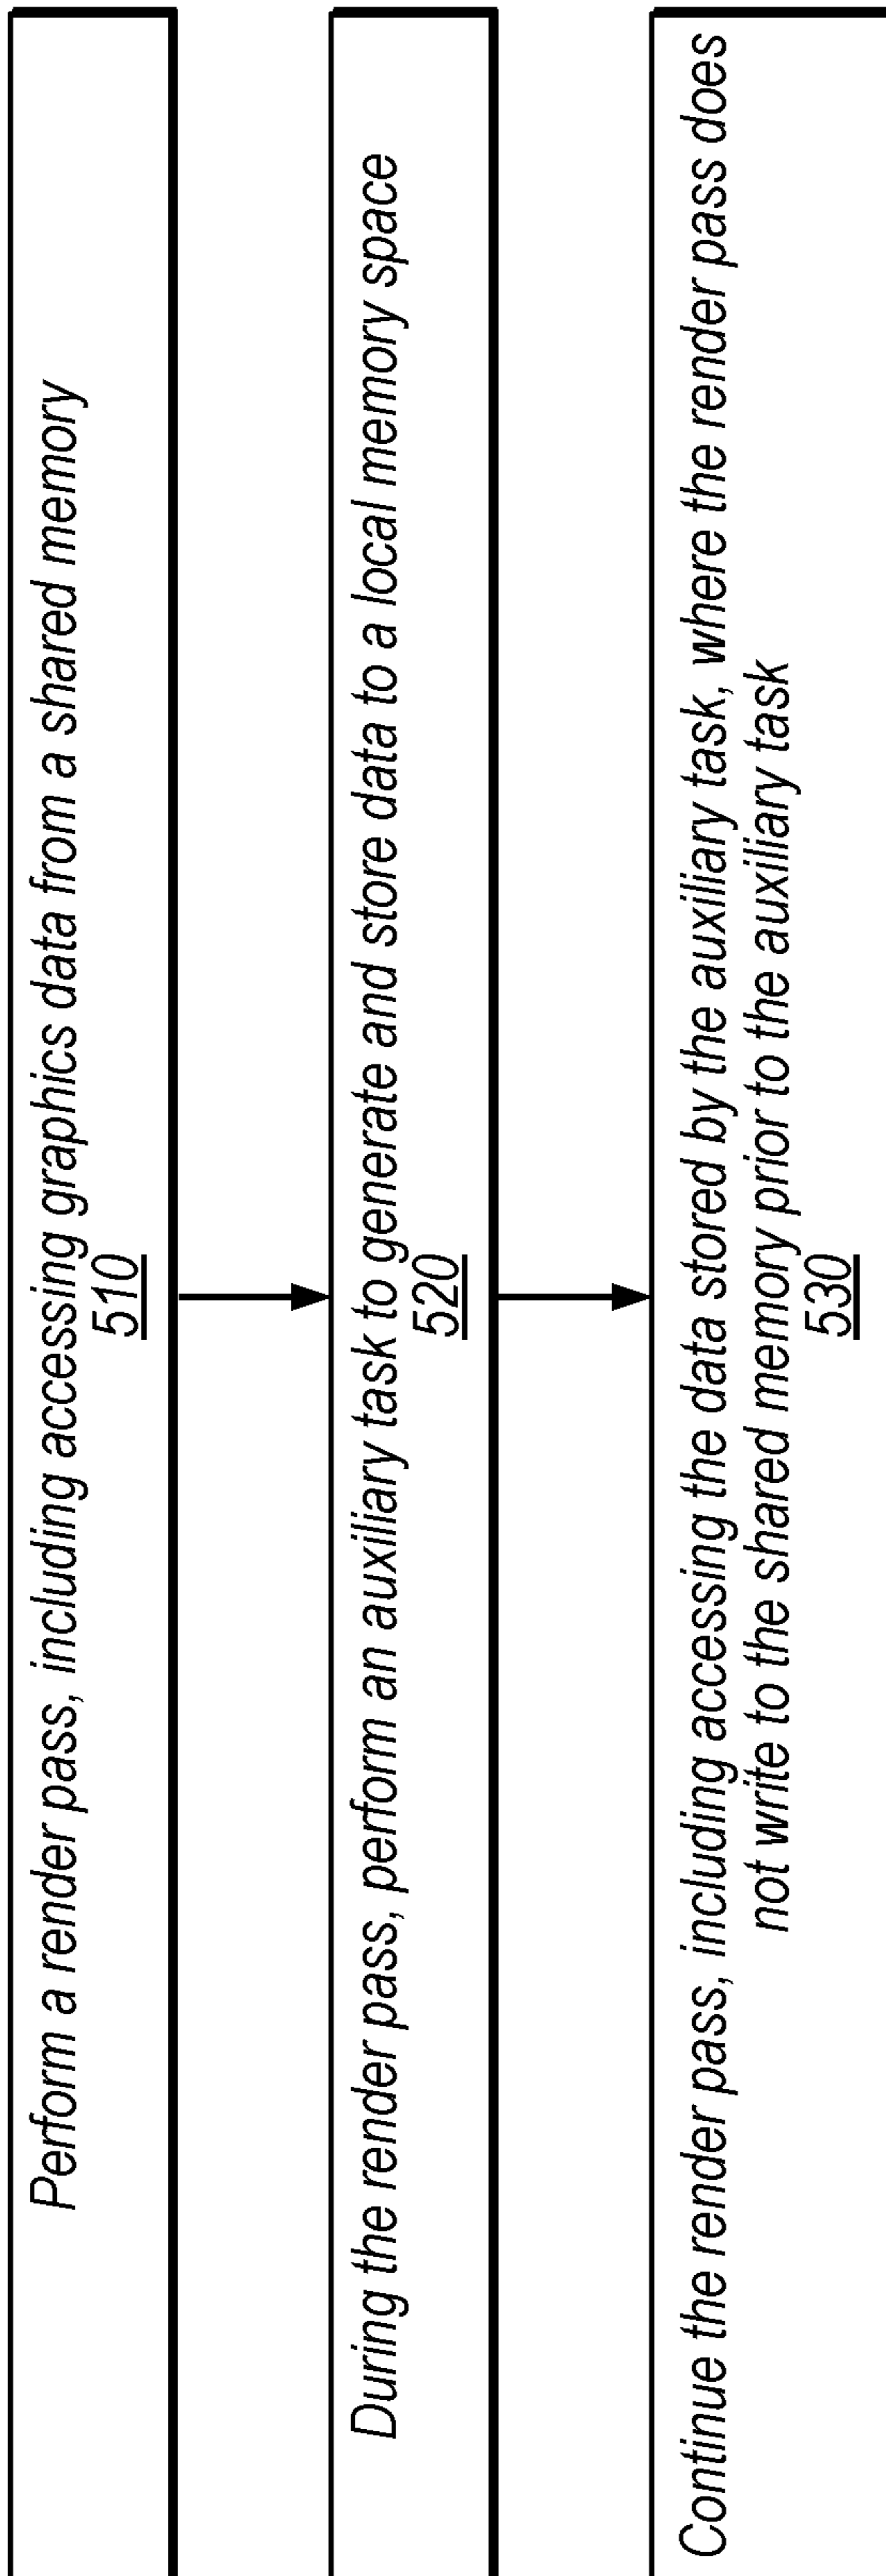 Perform a render pass, including accessing graphics data from a shared memory
510
During the render pass, perform an auxiliary task to generate and store data to a local memory space
520
Continue the render pass, including accessing the data stored by the auxiliary task, where the render pass does
not write to the shared memory prior to the auxiliary task
530